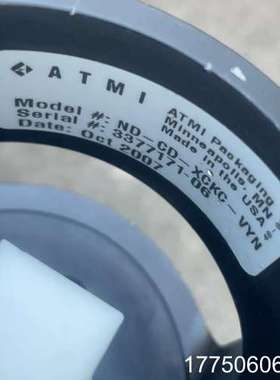 ATMI
ATMI Packaging
Minneapolis, MN
Made in the USA
Model #: ND-CD-XCKC-VYN
Serial #: 3377171-06
Date: Oct 2007
17750606